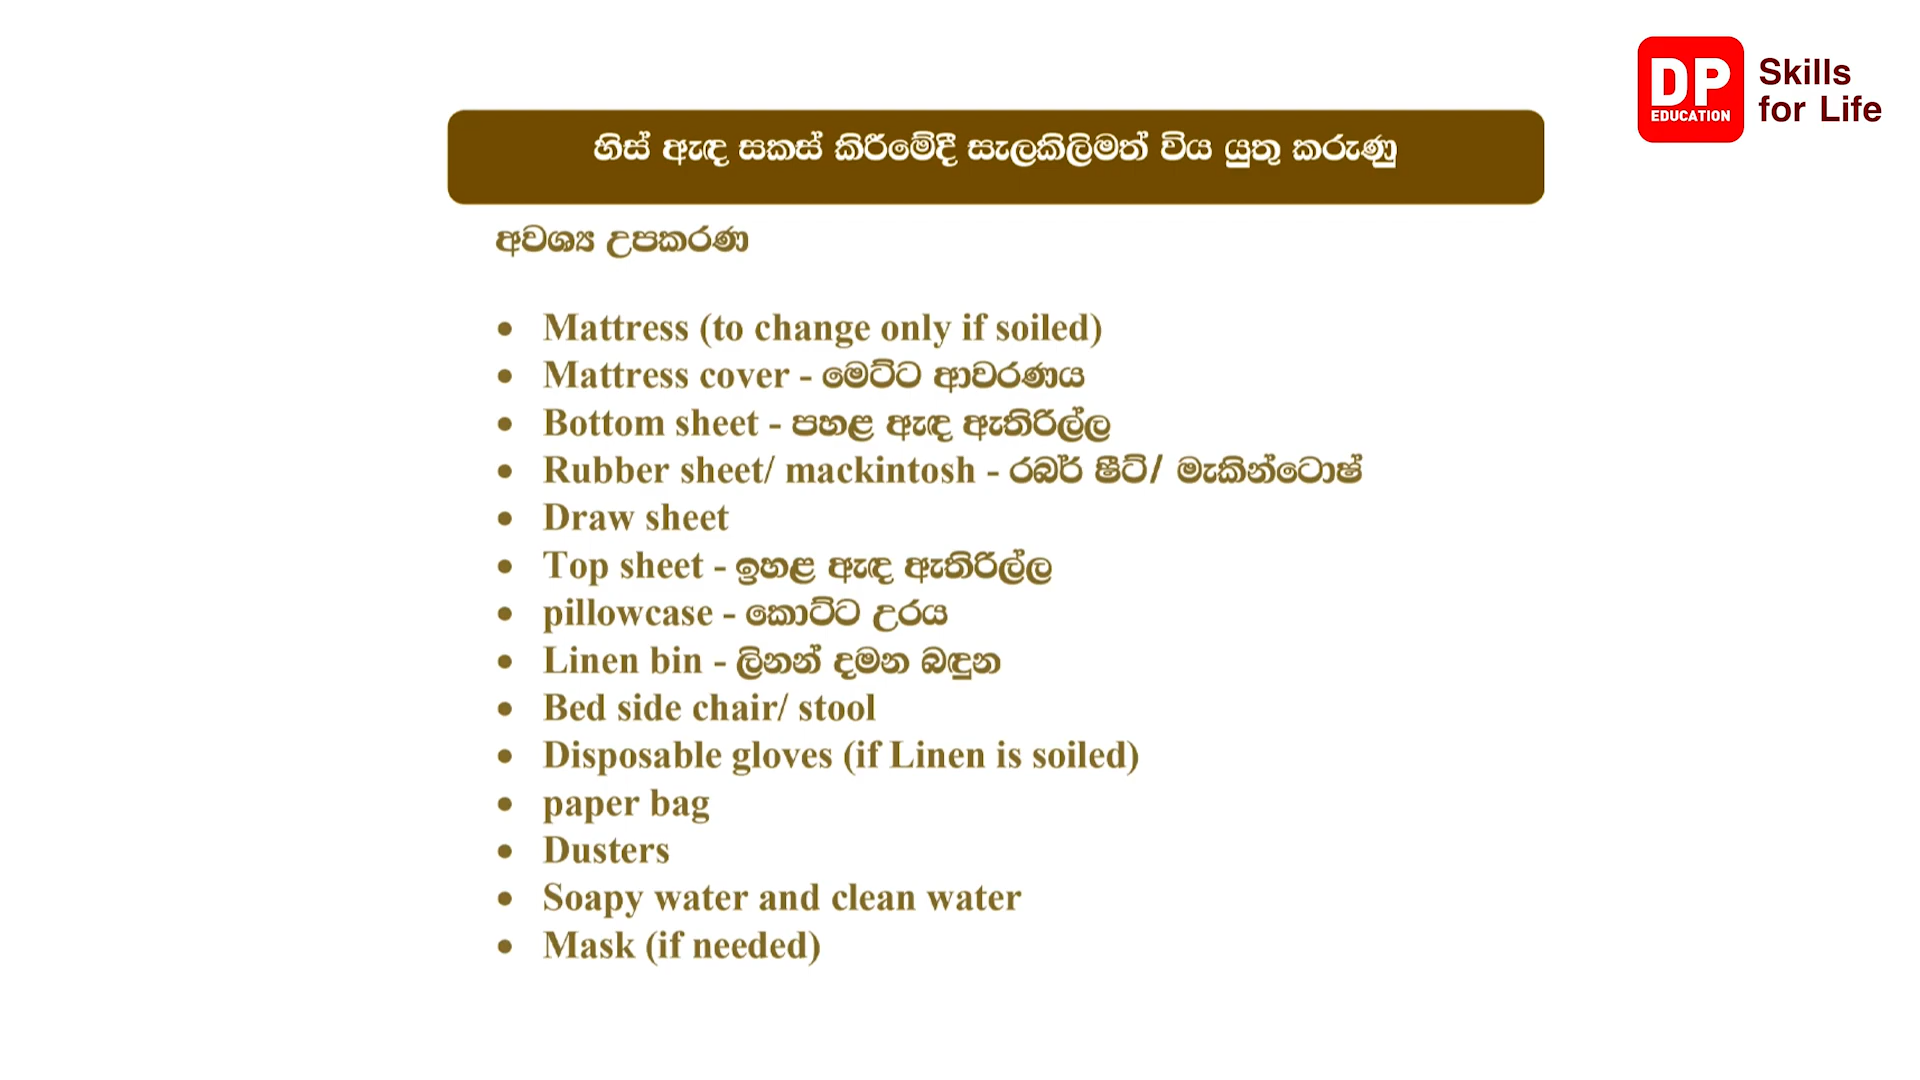 DP
EDUCATION
Skills
for Life
හිස් ඇඳ සකස් කිරීමේදී සැලකිලිමත් විය යුතු කරුණු
අවශ්‍ය උපකරණ
• Mattress (to change only if soiled)
• Mattress cover - මෙට්ට ආවරණය
• Bottom sheet - පහළ ඇඳ ඇතිරිල්ල
• Rubber sheet/ mackintosh - රබර් ෂීට්/ මැකින්ටොෂ්
• Draw sheet
• Top sheet - ඉහළ ඇඳ ඇතිරිල්ල
• pillowcase - කොට්ට උරය
• Linen bin - ලිනන් දමන බඳුන
• Bed side chair/ stool
• Disposable gloves (if Linen is soiled)
• paper bag
• Dusters
• Soapy water and clean water
• Mask (if needed)